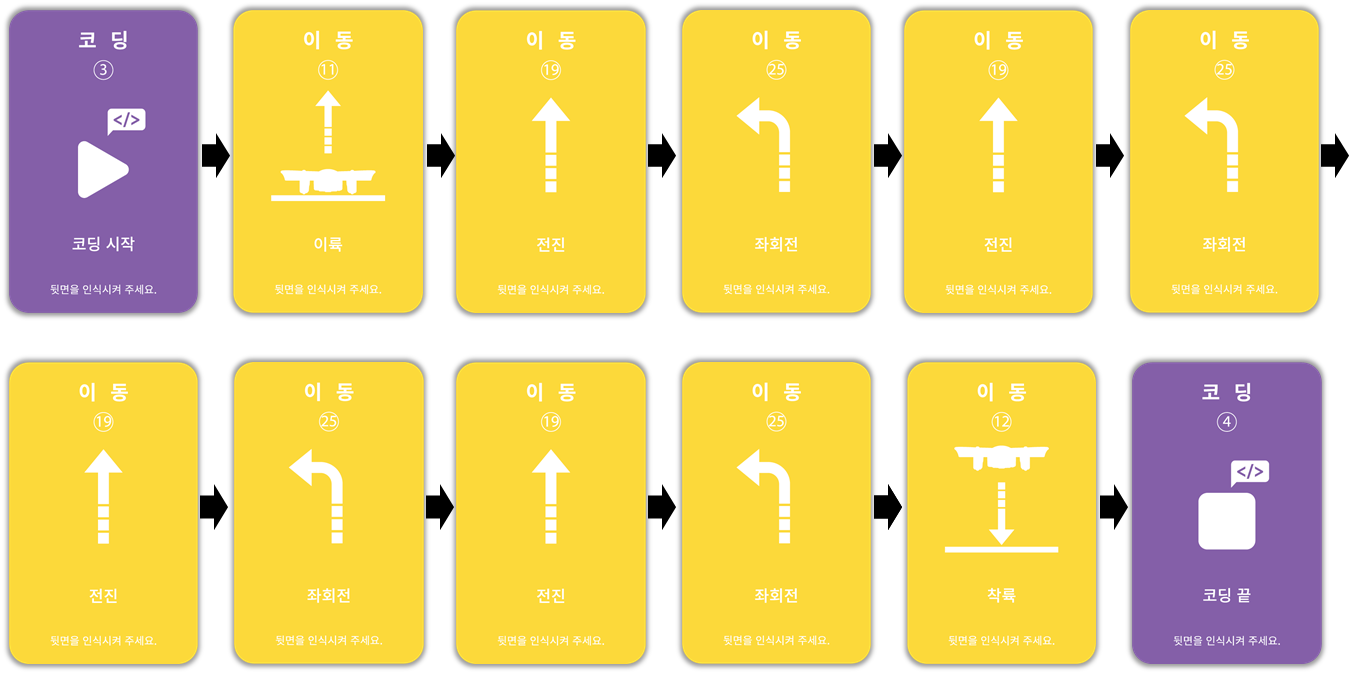 코 딩
③
</>
코딩 시작
뒷면을 인식시켜 주세요.
이 동
⑪
이륙
뒷면을 인식시켜 주세요.
이 동
⑲
전진
뒷면을 인식시켜 주세요.
이 동
㉕
좌회전
뒷면을 인식시켜 주세요.
이 동
⑲
전진
뒷면을 인식시켜 주세요.
이 동
㉕
좌회전
뒷면을 인식시켜 주세요.
이 동
⑲
전진
뒷면을 인식시켜 주세요.
이 동
㉕
좌회전
뒷면을 인식시켜 주세요.
이 동
⑲
전진
뒷면을 인식시켜 주세요.
이 동
㉕
좌회전
뒷면을 인식시켜 주세요.
이 동
⑫
착륙
뒷면을 인식시켜 주세요.
코 딩
④
</>
코딩 끝
뒷면을 인식시켜 주세요.